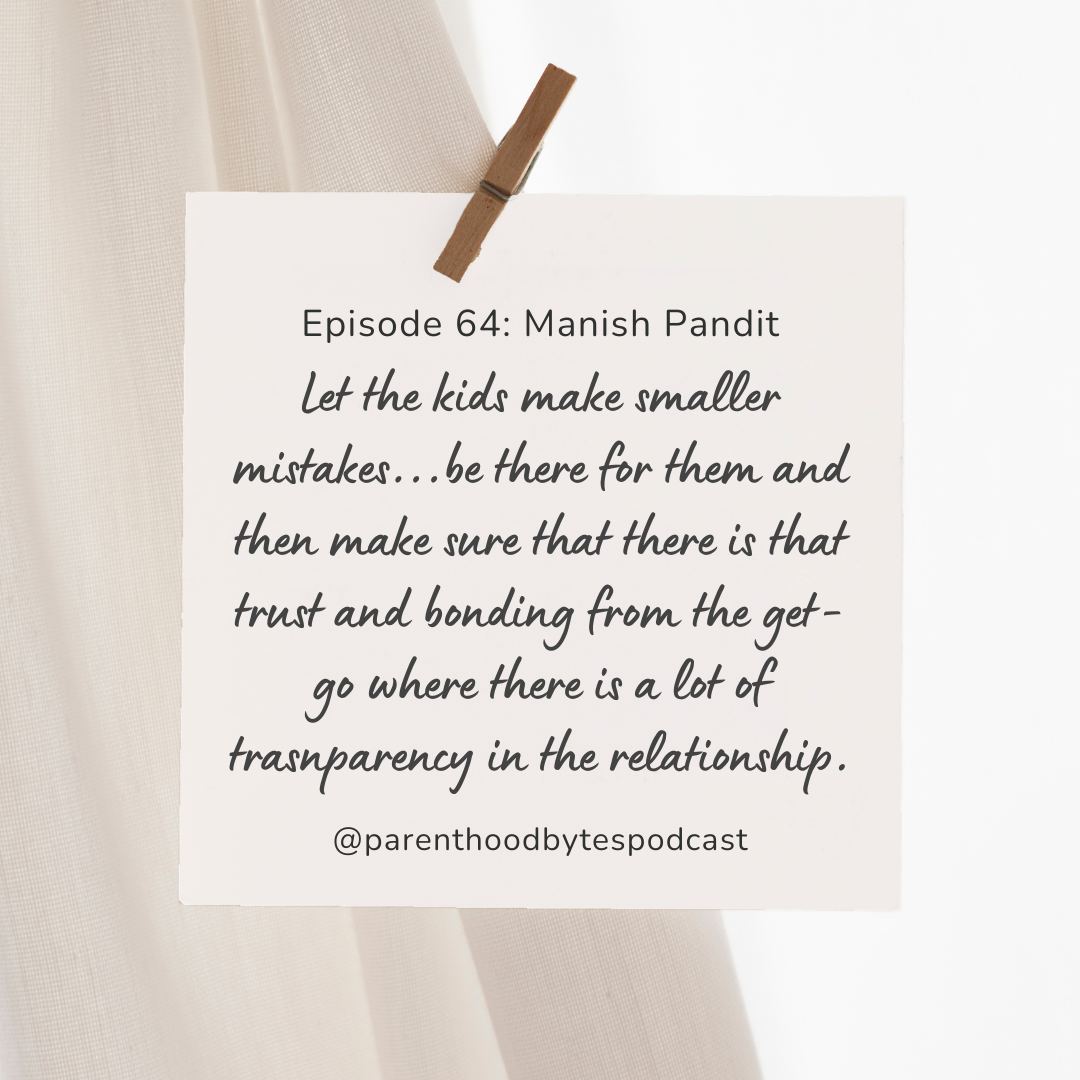 Episode 64: Manish Pandit
Let the kids make smaller
mistakes...be there for them and
then make sure that there is that
trust and bonding from the get-
go where there is a lot of
trasnparency in the relationship.
@parenthoodbytespodcast